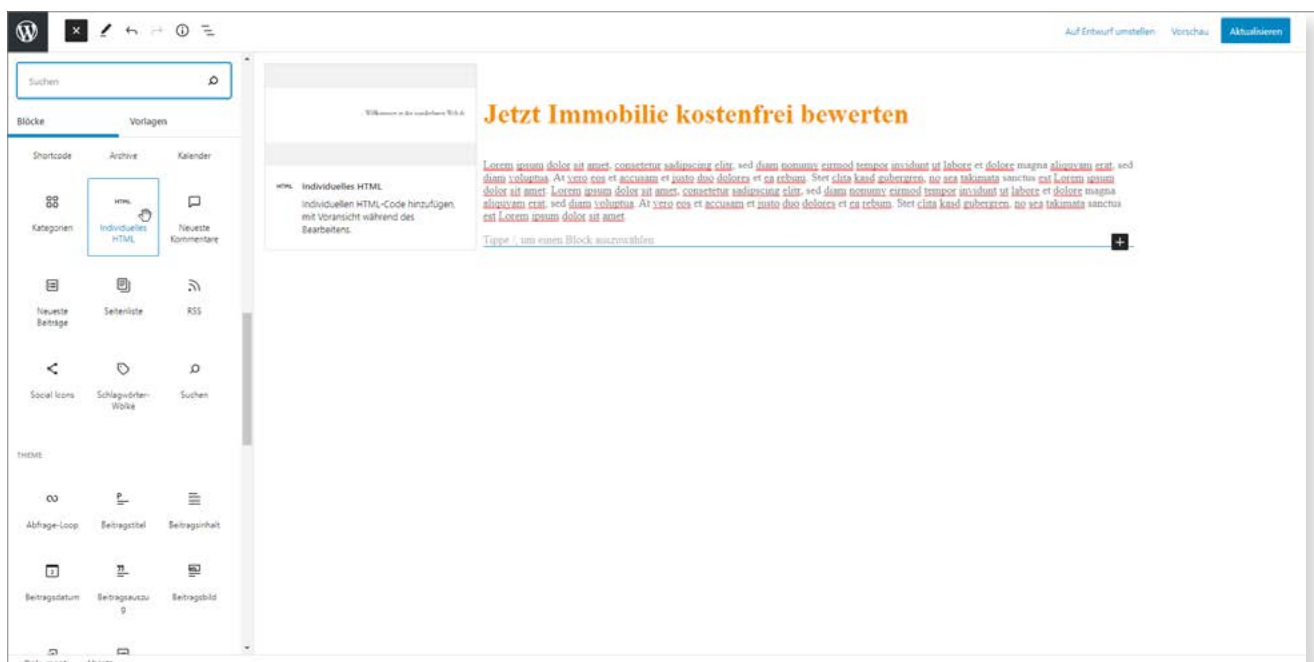 Auf Entwurf umstellen Vorschau Aktualisieren
Suchen
Blöcke Vorlagen
Shortcode Archive Kalender
Kategorien
HTML
Individuelles
HTML
Neueste
Kommentare
Neueste
Beiträge
Seitenliste
RSS
Social Icons
Schlagwörter-
Wolke
Suchen
THEME
Abfrage-Loop Beitragstitel Beitragsinhalt
Beitragsdatum
Beitragsauszu
g
Beitragsbild
Willkommen in der wunderbaren Welt
HTML Individuelles HTML
Individuellen HTML-Code hinzufügen,
mit Voransicht während des
Bearbeitens.
Jetzt Immobilie kostenfrei bewerten
Lorem ipsum dolor sit amet, consetetur sadipscing elitr, sed diam nonumy eirmod tempor invidunt ut labore et dolore magna aliquyam erat, sed
diam voluptua. At vero eos et accusam et justo duo dolores et ea rebum. Stet clita kasd gubergren, no sea takimata sanctus est Lorem ipsum
dolor sit amet. Lorem ipsum dolor sit amet, consetetur sadipscing elitr, sed diam nonumy eirmod tempor invidunt ut labore et dolore magna
aliquyam erat, sed diam voluptua. At vero eos et accusam et justo duo dolores et ea rebum. Stet clita kasd gubergren, no sea takimata sanctus
est Lorem ipsum dolor sit amet.
Tippe /, um einen Block auszuwählen